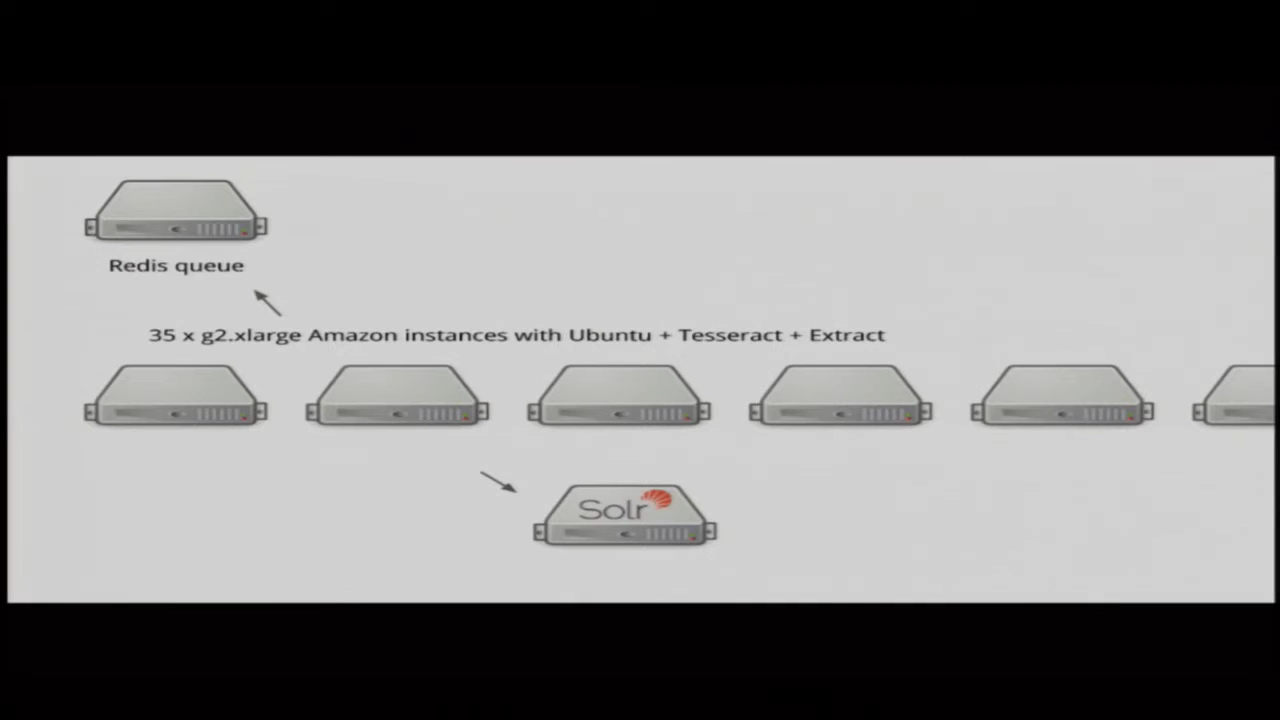 Redis queue
35 x g2.xlarge Amazon instances with Ubuntu + Tesseract + Extract
Solr